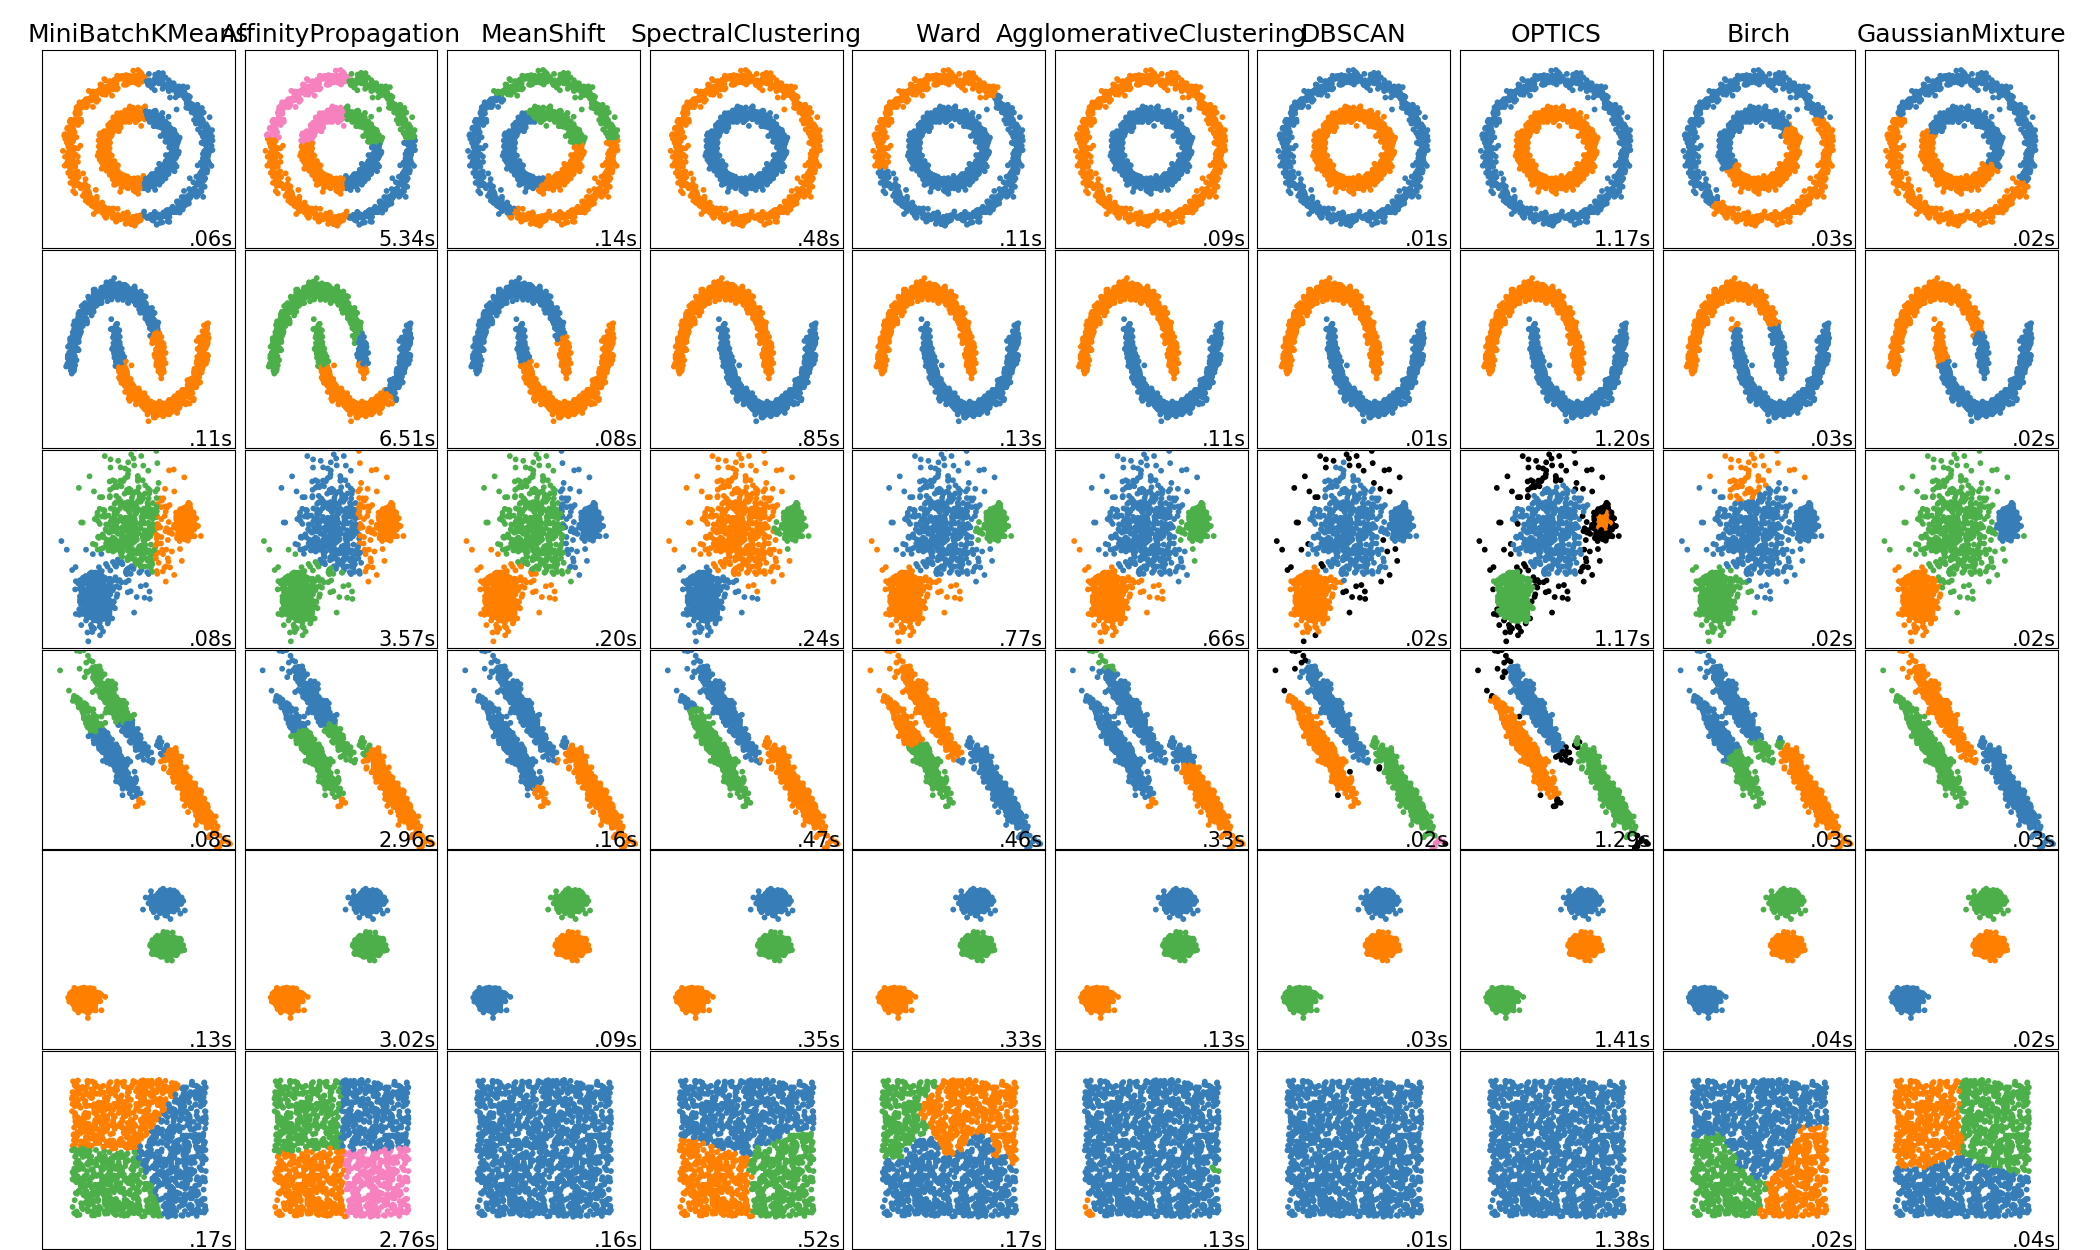 MiniBatchKMeans AffinityPropagation MeanShift SpectralClustering Ward AgglomerativeClustering DBSCAN OPTICS Birch GaussianMixture
.06s 5.34s .14s .48s .11s .09s .01s 1.17s .03s .02s
.11s 6.51s .08s .85s .13s .11s .01s 1.20s .03s .02s
.08s 3.57s .20s .24s .77s .66s .02s 1.17s .02s .02s
.08s 2.96s .16s .47s .46s .33s .02s 1.29s .03s .03s
.13s 3.02s .09s .35s .33s .13s .03s 1.41s .04s .02s
.17s 2.76s .16s .52s .17s .13s .01s 1.38s .02s .04s